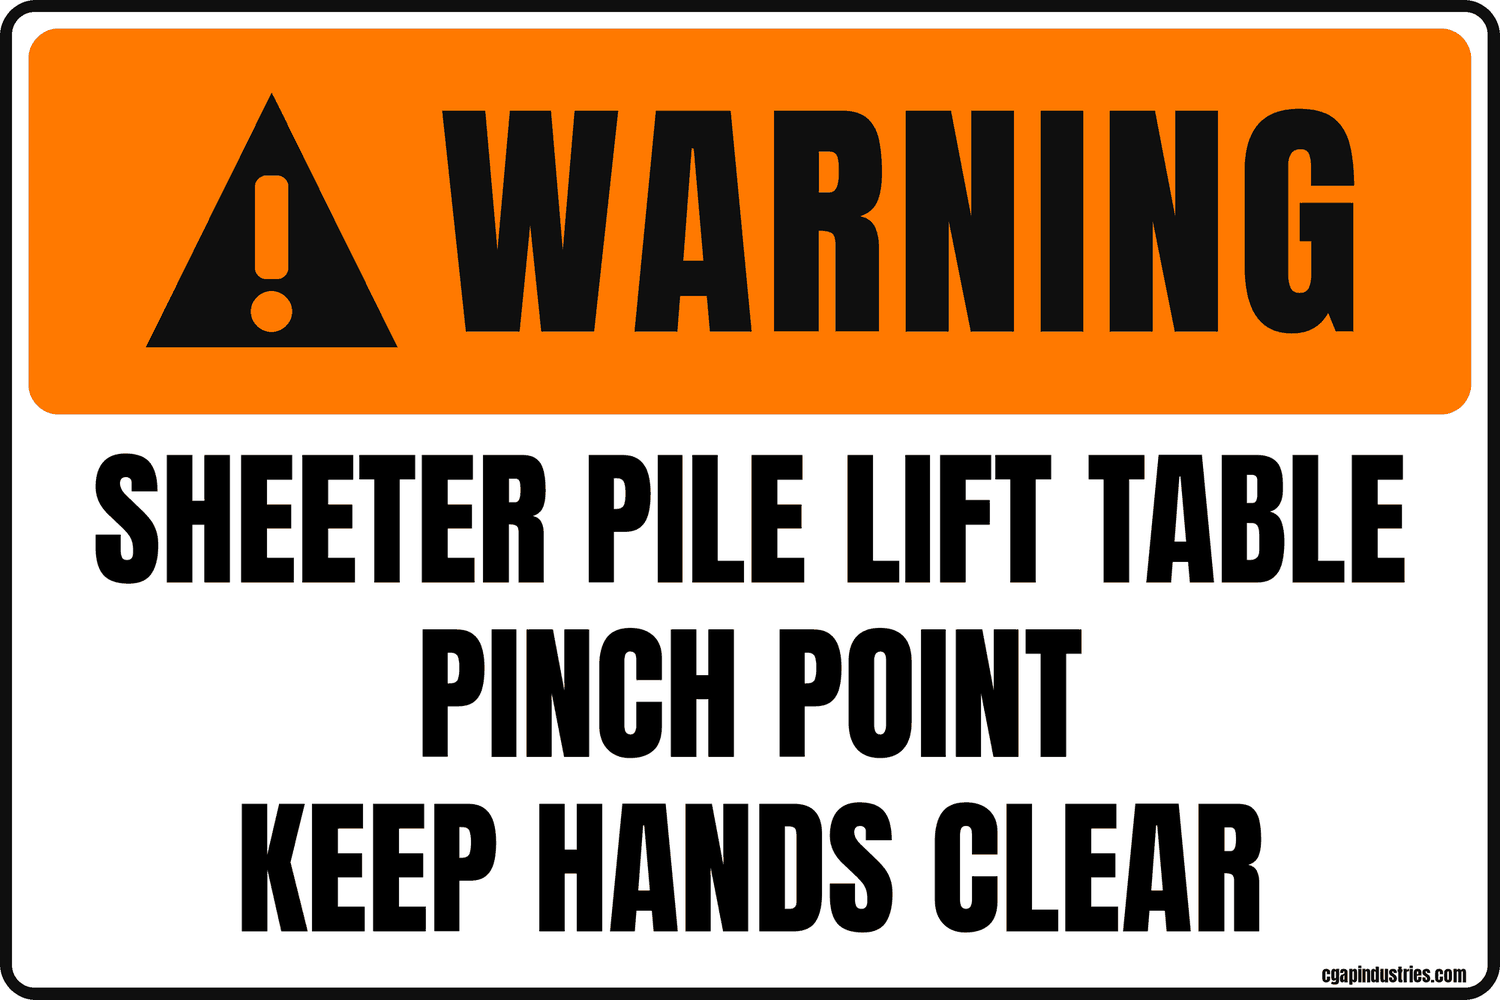 WARNING
SHEETER PILE LIFT TABLE
PINCH POINT
KEEP HANDS CLEAR
cgapindustries.com